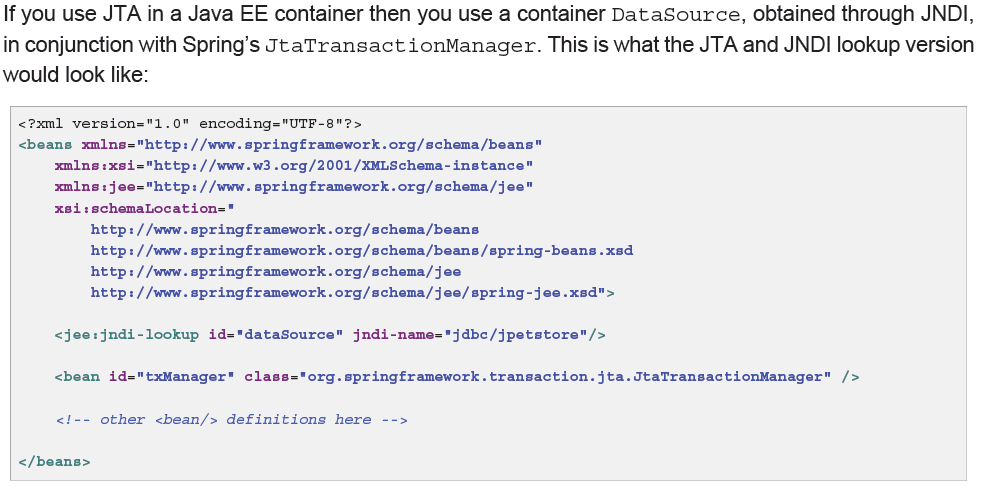 If you use JTA in a Java EE container then you use a container DataSource, obtained through JNDI,
in conjunction with Spring’s JtaTransactionManager. This is what the JTA and JNDI lookup version
would look like:
<?xml version="1.0" encoding="UTF-8"?>
<beans xmlns="http://www.springframework.org/schema/beans"
xmlns:xsi="http://www.w3.org/2001/XMLSchema-instance"
xmlns:jee="http://www.springframework.org/schema/jee"
xsi:schemaLocation="
http://www.springframework.org/schema/beans
http://www.springframework.org/schema/beans/spring-beans.xsd
http://www.springframework.org/schema/jee
http://www.springframework.org/schema/jee/spring-jee.xsd">
<jee:jndi-lookup id="dataSource" jndi-name="jdbc/jpetstore"/>
<bean id="txManager" class="org.springframework.transaction.jta.JtaTransactionManager" />
<!-- other <bean/> definitions here -->
</beans>